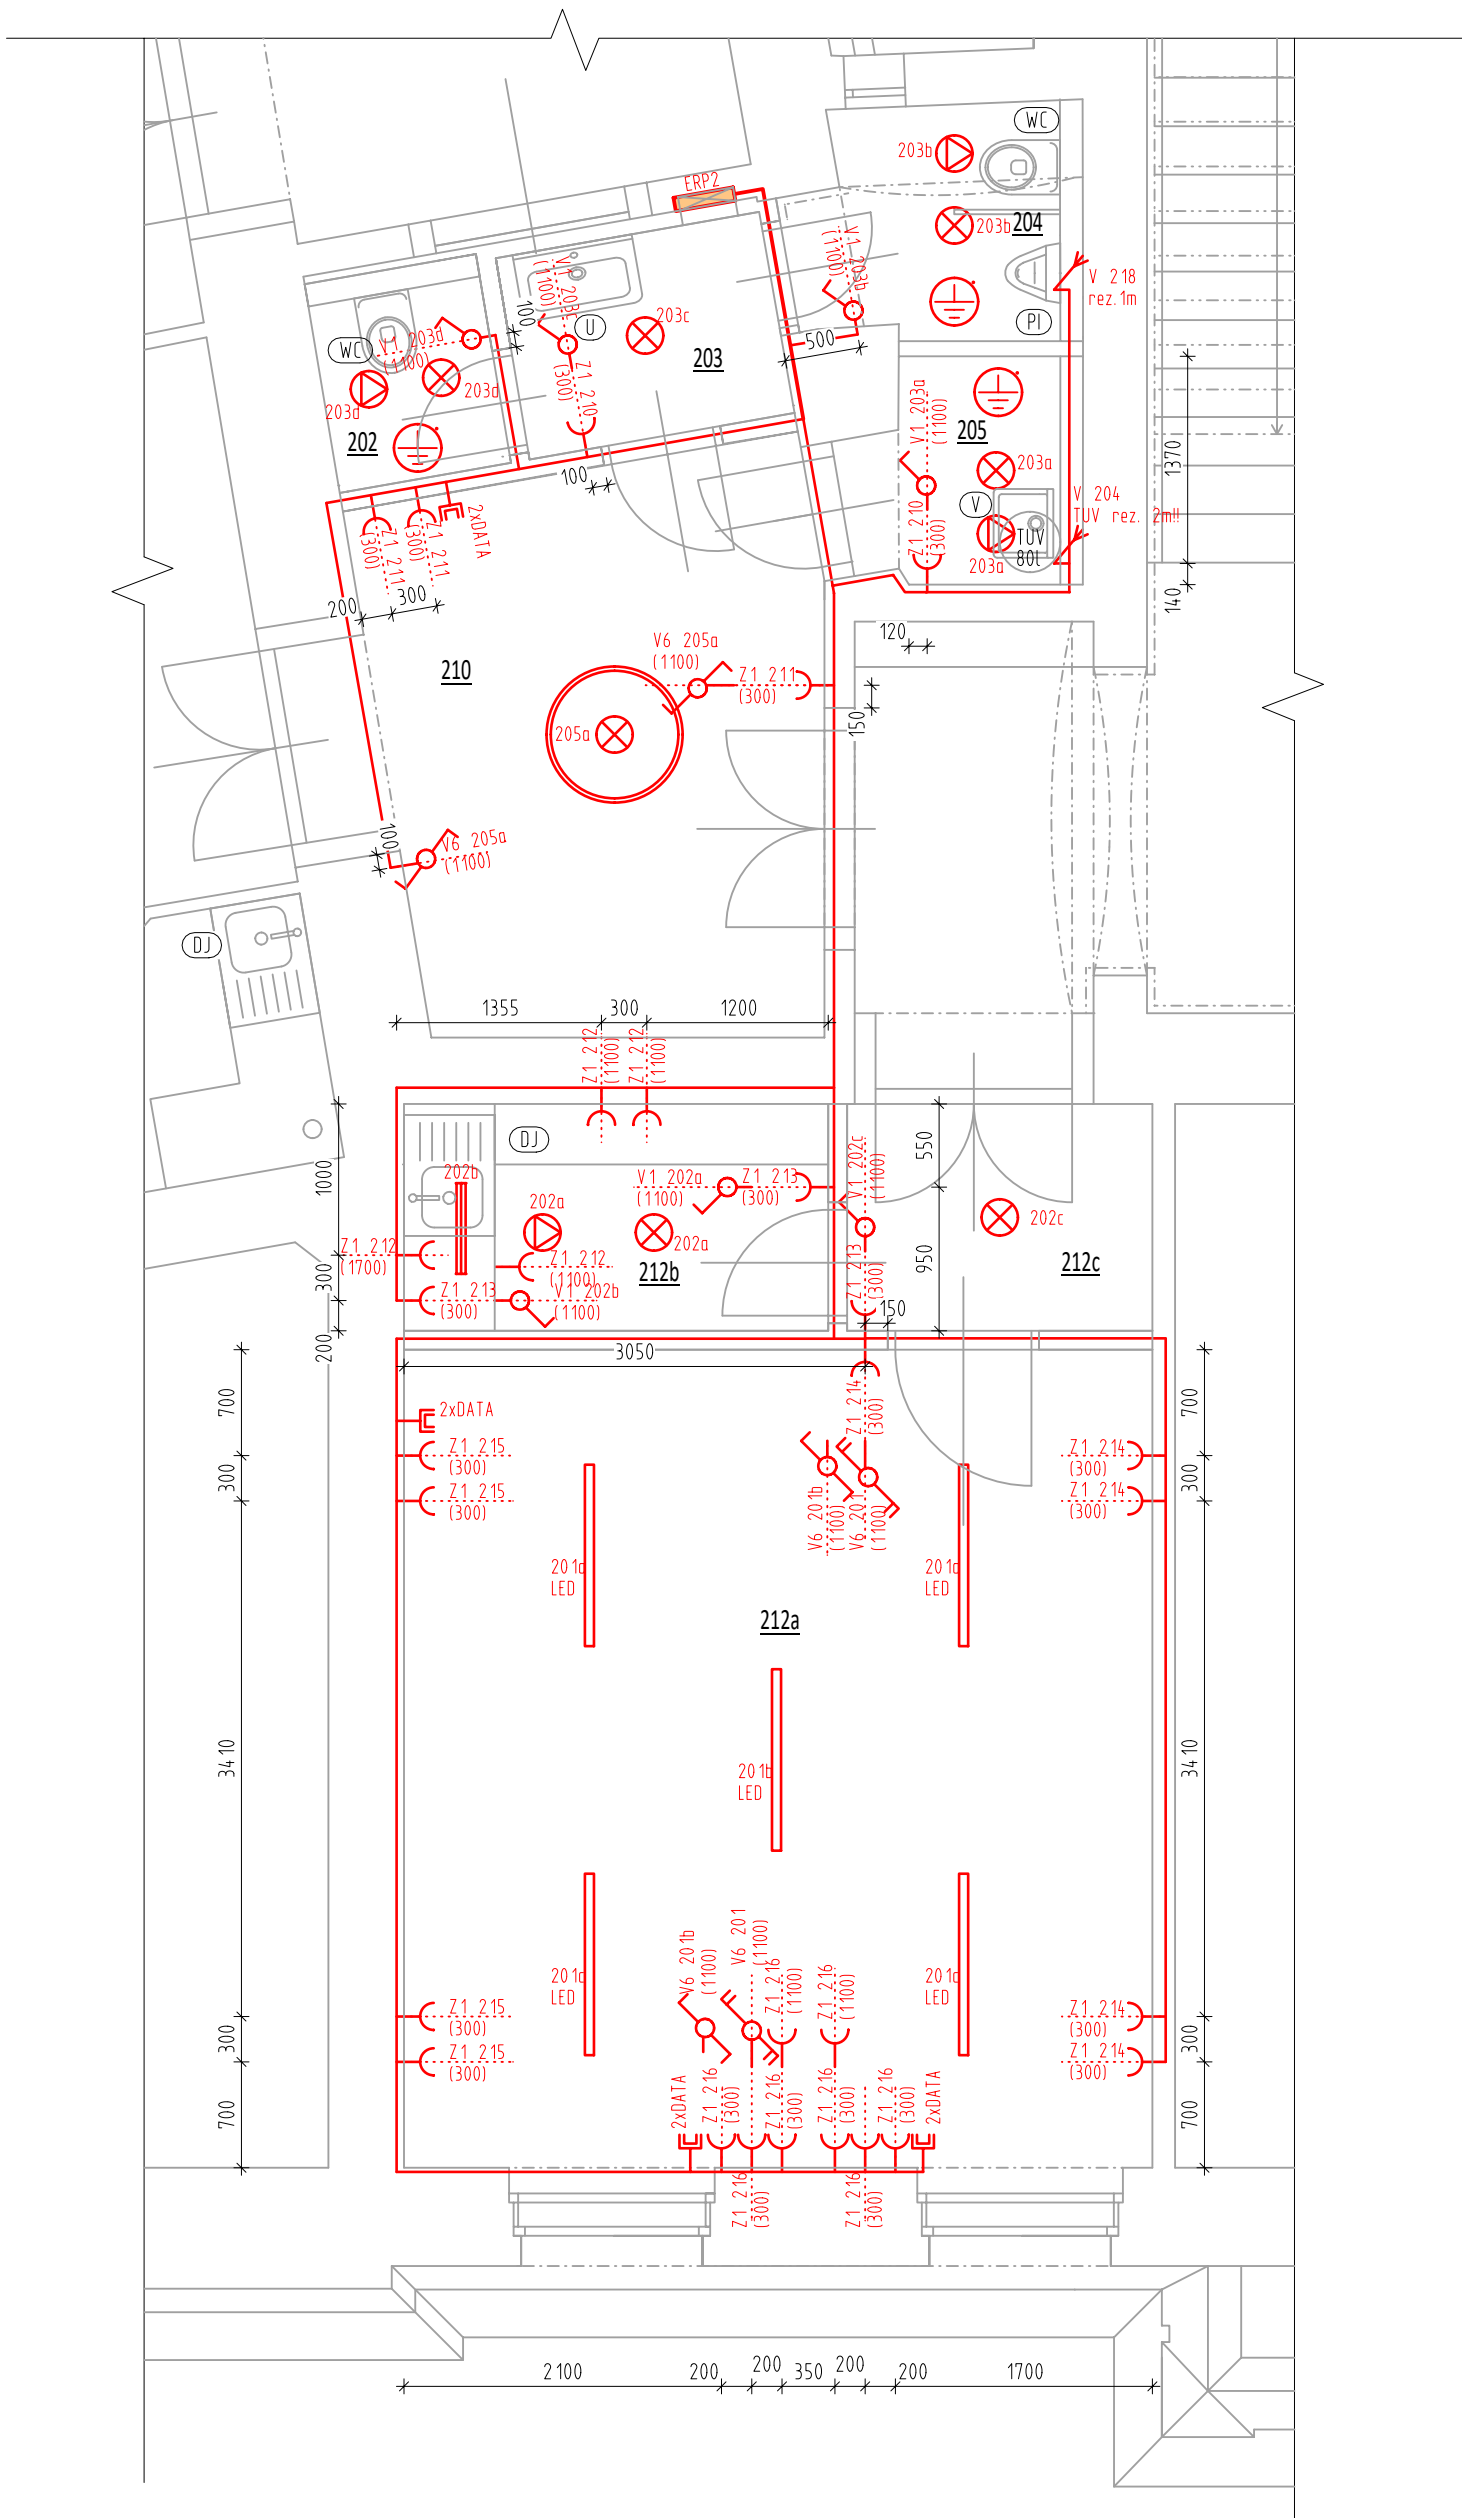 WC
203b
ERP2
203b
204
V1 203b
(1100)
V 218
rez.1m
PI
500
V1 203c
(1100)
100
U
203c
203
Z1 210
(300)
WC
V1 203d
(1100)
203d
203d
202
100
V1 203a
(1100)
205
203a
V
TUV
80l
203a
Z1 210
(300)
V 204
TUV rez. 2m!!
1370
140
2xDATA
Z1 211
(300)
Z1 211
(300)
200
300
210
V6 205a
(1100)
Z1 211
(300)
120
150
205a
100
V6 205a
(1100)
DJ
1355
300
1200
Z1 212
(1100)
Z1 212
(1100)
DJ
1000
300
200
202b
V1 202a
(1100)
Z1 213
(300)
202a
202a
Z1 212
(1700)
Z1 212
(1100)
212b
Z1 213
(300)
V1 202b
(1100)
V1 202c
(1100)
550
950
202c
212c
Z1 213
(300)
150
3050
700
300
3410
300
700
2xDATA
Z1 215
(300)
Z1 215
(300)
Z1 214
(300)
Z1 214
(300)
Z1 214
(300)
V6 201b
(1100)
V6 201
(1100)
700
300
3410
300
700
201a
LED
201a
LED
212a
201b
LED
201a
LED
201a
LED
Z1 215
(300)
Z1 215
(300)
Z1 214
(300)
Z1 214
(300)
V6 201b
(1100)
V6 201
(1100)
Z1 216
(1100)
Z1 216
(1100)
2xDATA
Z1 216
(300)
Z1 216
(300)
Z1 216
(300)
Z1 216
(300)
2xDATA
Z1 216
(300)
Z1 216
(300)
2100
200
200
350
200
200
1700